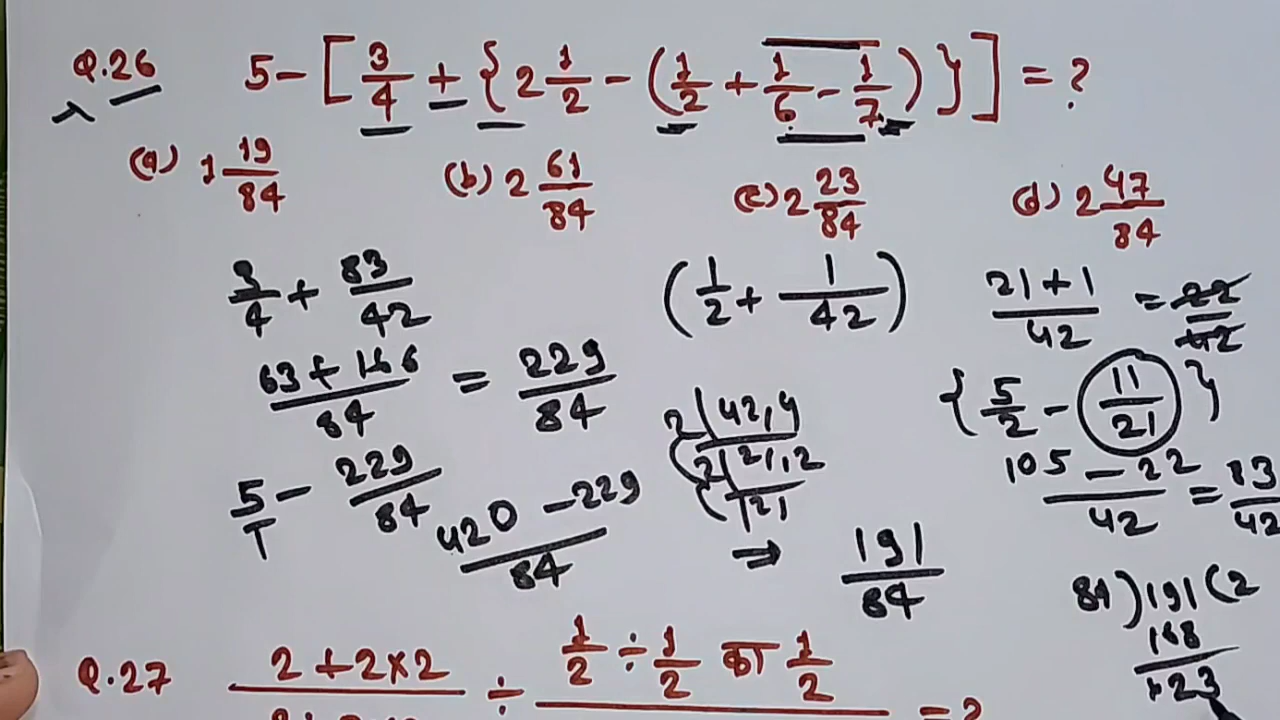 Q.26 5 - [3/4 + {2 1/2 - (1/2 + 1/6 - 1/7)}] = ?
(a) 1 19/84 (b) 2 61/84 (c) 2 23/84 (d) 2 47/84
3/4 + 83/42 (1/2 + 1/42) 21+1/42 = 22/42
63+166/84 = 229/84 2|42,4 {5/2 - 11/21}
2|21,2 105-22/42 = 83/42
|21
5/1 - 229/84 420-229/84 ⇒ 191/84 84)191(2
168
23
Q.27 2+2×2 ÷ 1/2 ÷ 1/2 का 1/2 = ?